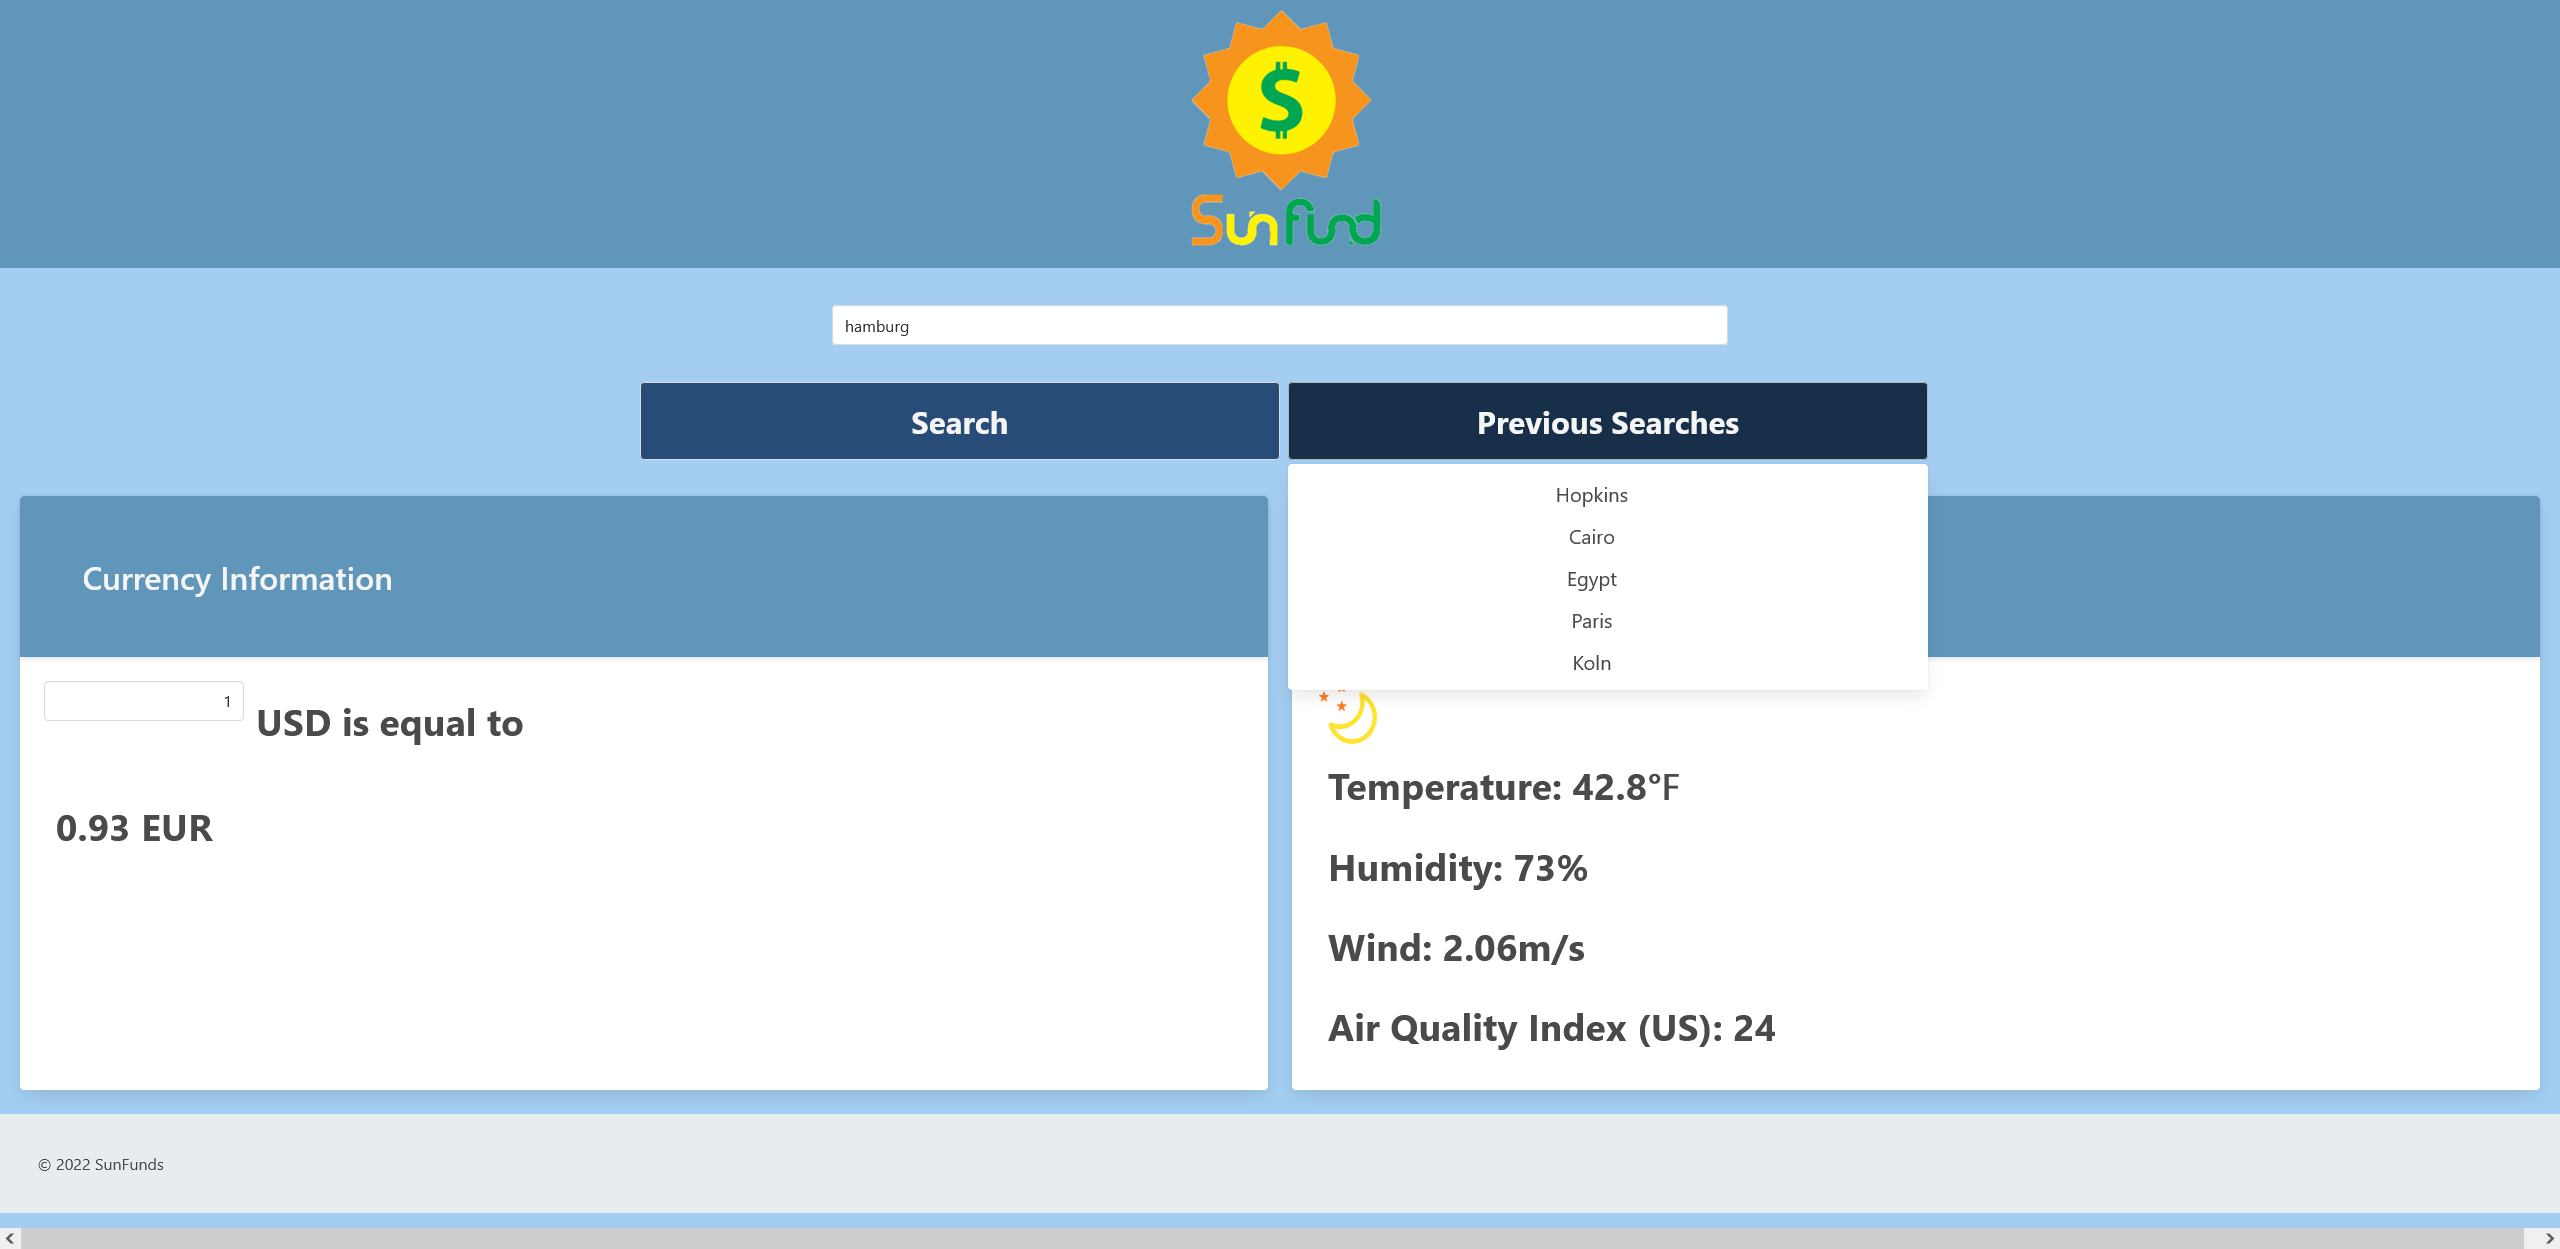 $
Sunfund
hamburg
Search
Previous Searches
Hopkins
Cairo
Egypt
Paris
Koln
Currency Information
1 USD is equal to
0.93 EUR
Temperature: 42.8°F
Humidity: 73%
Wind: 2.06m/s
Air Quality Index (US): 24
© 2022 SunFunds